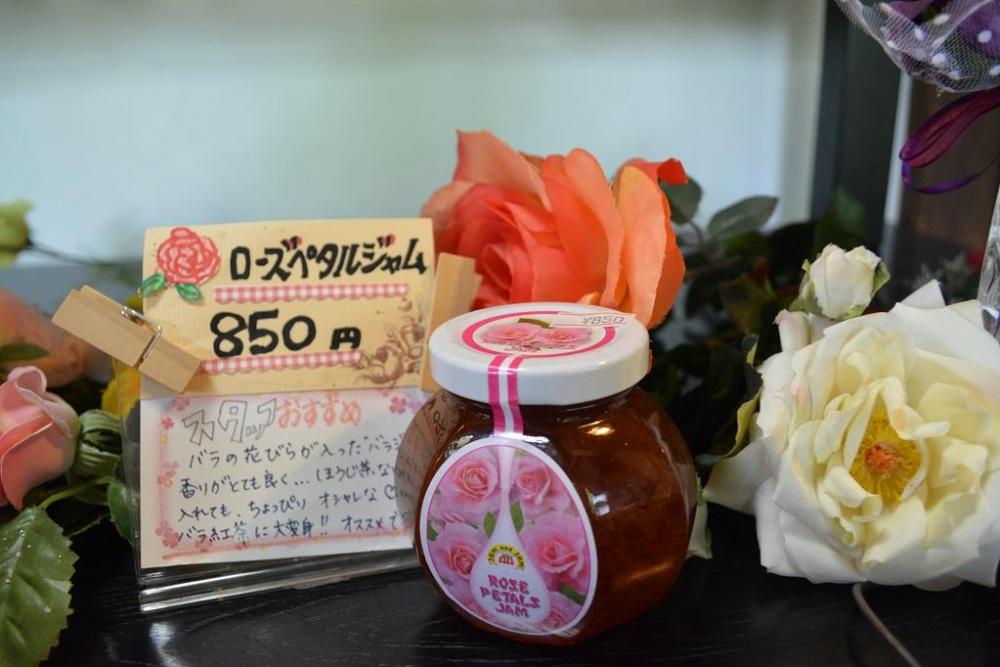 ローズペタルジャム
850円
スタッフおすすめ
バラの花びらが入った"バラジ
香りがとても良く...ほうじ茶、な
入れても、ちょっぴり オシャレな
バラ紅茶に大変身!! オススメで
¥850
ROSE
PETALS
JAM